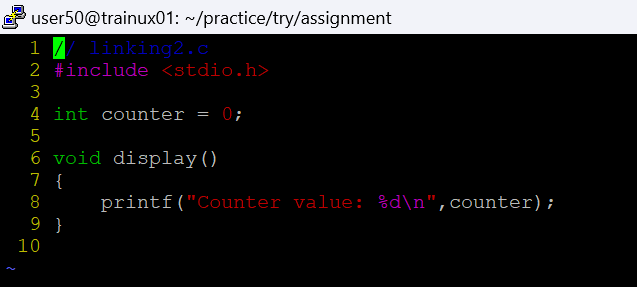 user50@trainux01: ~/practice/try/assignment
1 // linking2.c
2 #include <stdio.h>
3
4 int counter = 0;
5
6 void display()
7 {
8     printf("Counter value: %d\n",counter);
9 }
10
~